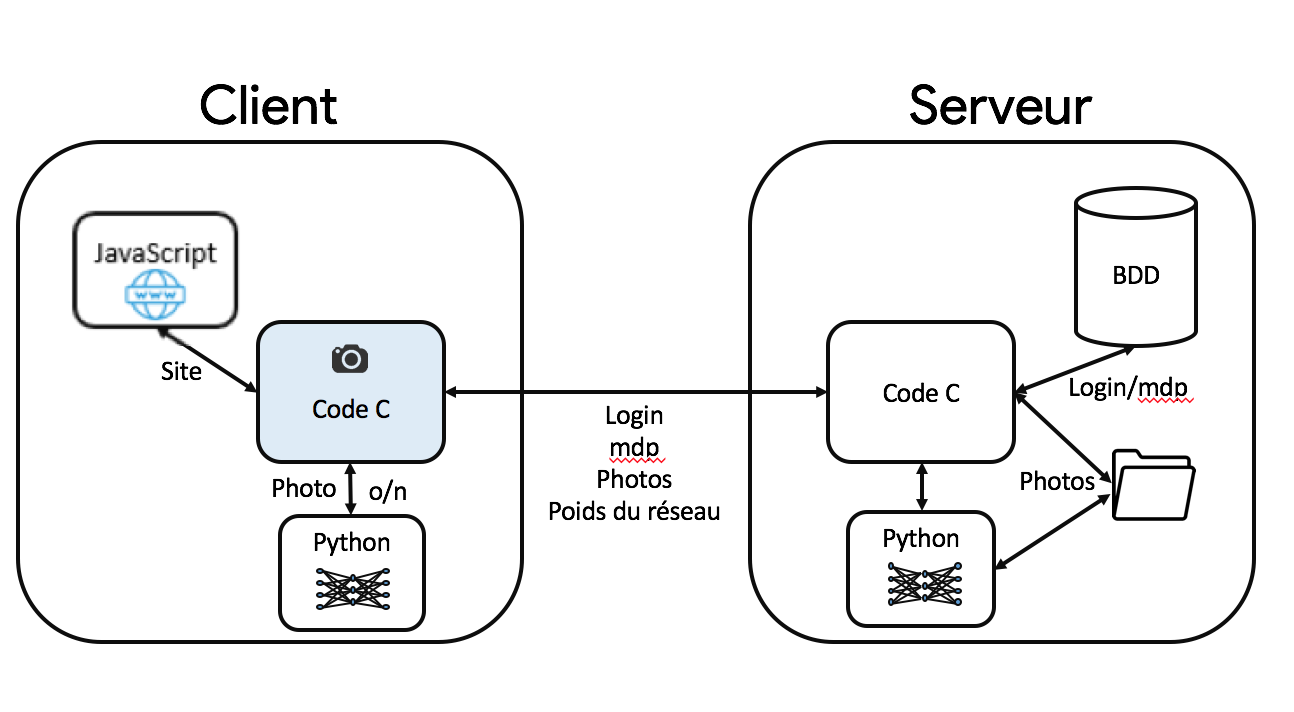 Client
Serveur
JavaScript
www
Site
Code C
Photo
o/n
Python
Login
mdp
Photos
Poids du réseau
Code C
BDD
Login/mdp
Photos
Python